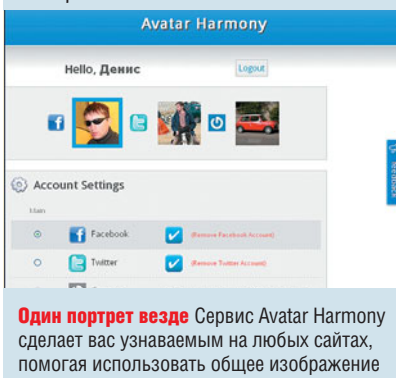 Avatar Harmony
Hello, Денис
Logout
feedback
Account Settings
Main
Facebook
(Remove Facebook Account)
Twitter
(Remove Twitter Account)
Один портрет везде Сервис Avatar Harmony
сделает вас узнаваемым на любых сайтах,
помогая использовать общее изображение